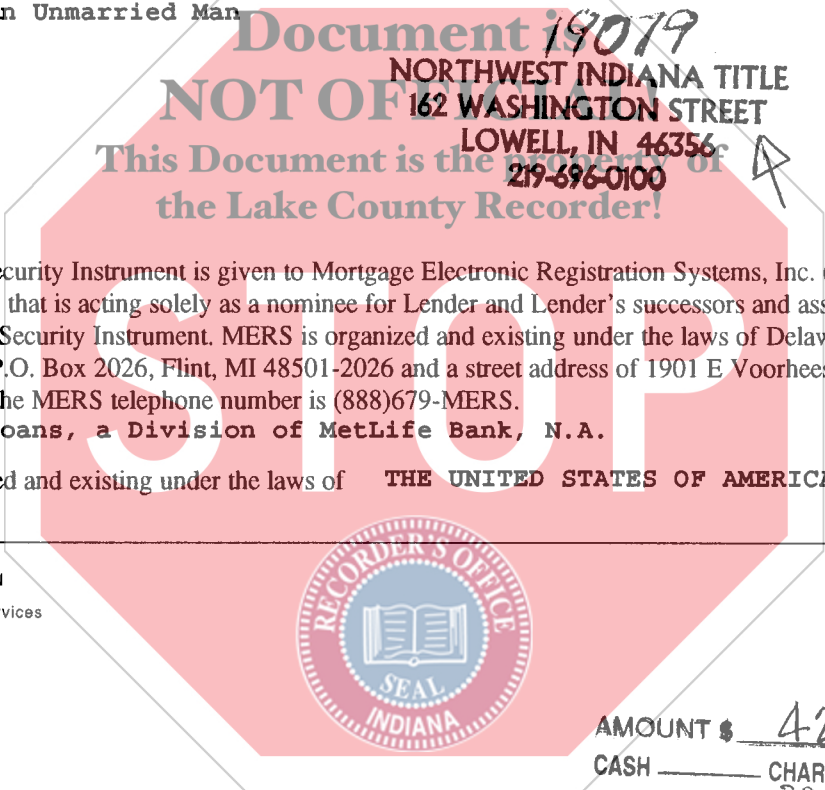 n Unmarried Man
Document is
19079
NOT OFFICIAL!
NORTHWEST INDIANA TITLE
162 WASHINGTON STREET
LOWELL, IN 46356
219-696-0100
This Document is the property of
the Lake County Recorder!
ecurity Instrument is given to Mortgage Electronic Registration Systems, Inc. (
that is acting solely as a nominee for Lender and Lender's successors and ass
Security Instrument. MERS is organized and existing under the laws of Delaw
P.O. Box 2026, Flint, MI 48501-2026 and a street address of 1901 E Voorhees
he MERS telephone number is (888)679-MERS.
oans, a Division of MetLife Bank, N.A.
ed and existing under the laws of THE UNITED STATES OF AMERICA
STOP
vices
RECORDER'S OFFICE
SEAL
INDIANA
AMOUNT $ 42
CASH CHAR